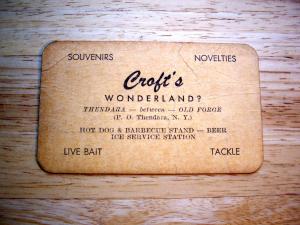 SOUVENIRS NOVELTIES
Croft's
WONDERLAND?
THENDARA — between — OLD FORGE
(P. O. Thendara, N. Y.)
HOT DOG & BARBECUE STAND — BEER
ICE SERVICE STATION
LIVE BAIT TACKLE